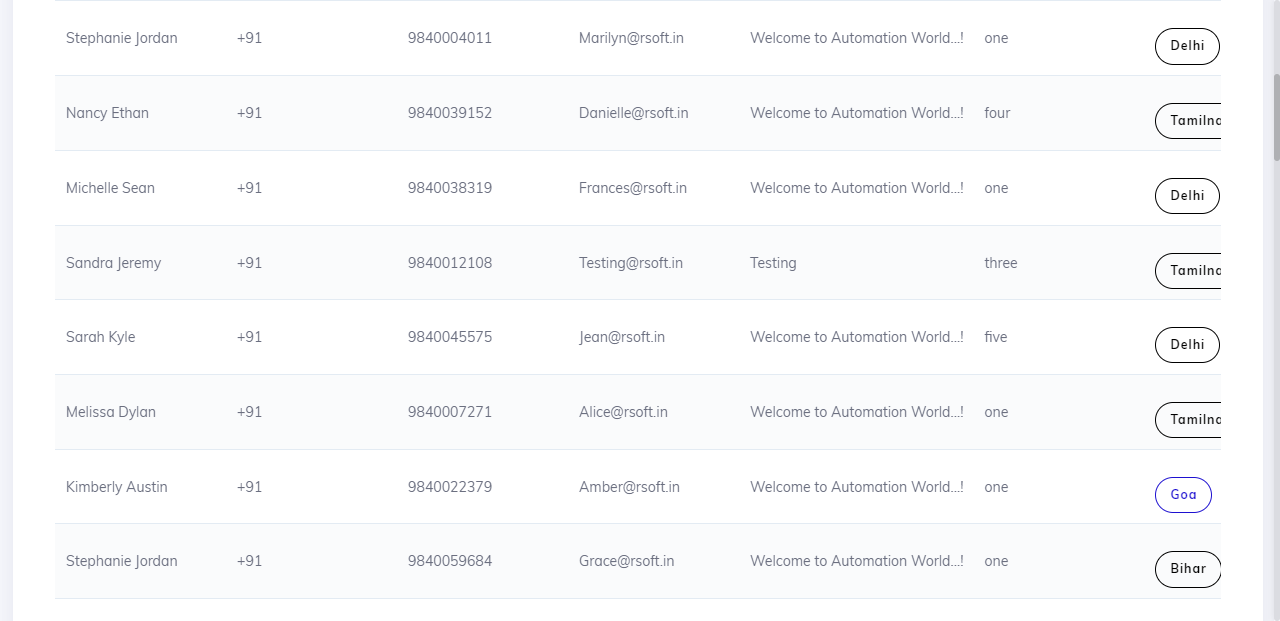 Stephanie Jordan +91 9840004011 Marilyn@rsoft.in Welcome to Automation World...! one Delhi
Nancy Ethan +91 9840039152 Danielle@rsoft.in Welcome to Automation World...! four Tamilna
Michelle Sean +91 9840038319 Frances@rsoft.in Welcome to Automation World...! one Delhi
Sandra Jeremy +91 9840012108 Testing@rsoft.in Testing three Tamilna
Sarah Kyle +91 9840045575 Jean@rsoft.in Welcome to Automation World...! five Delhi
Melissa Dylan +91 9840007271 Alice@rsoft.in Welcome to Automation World...! one Tamilna
Kimberly Austin +91 9840022379 Amber@rsoft.in Welcome to Automation World...! one Goa
Stephanie Jordan +91 9840059684 Grace@rsoft.in Welcome to Automation World...! one Bihar